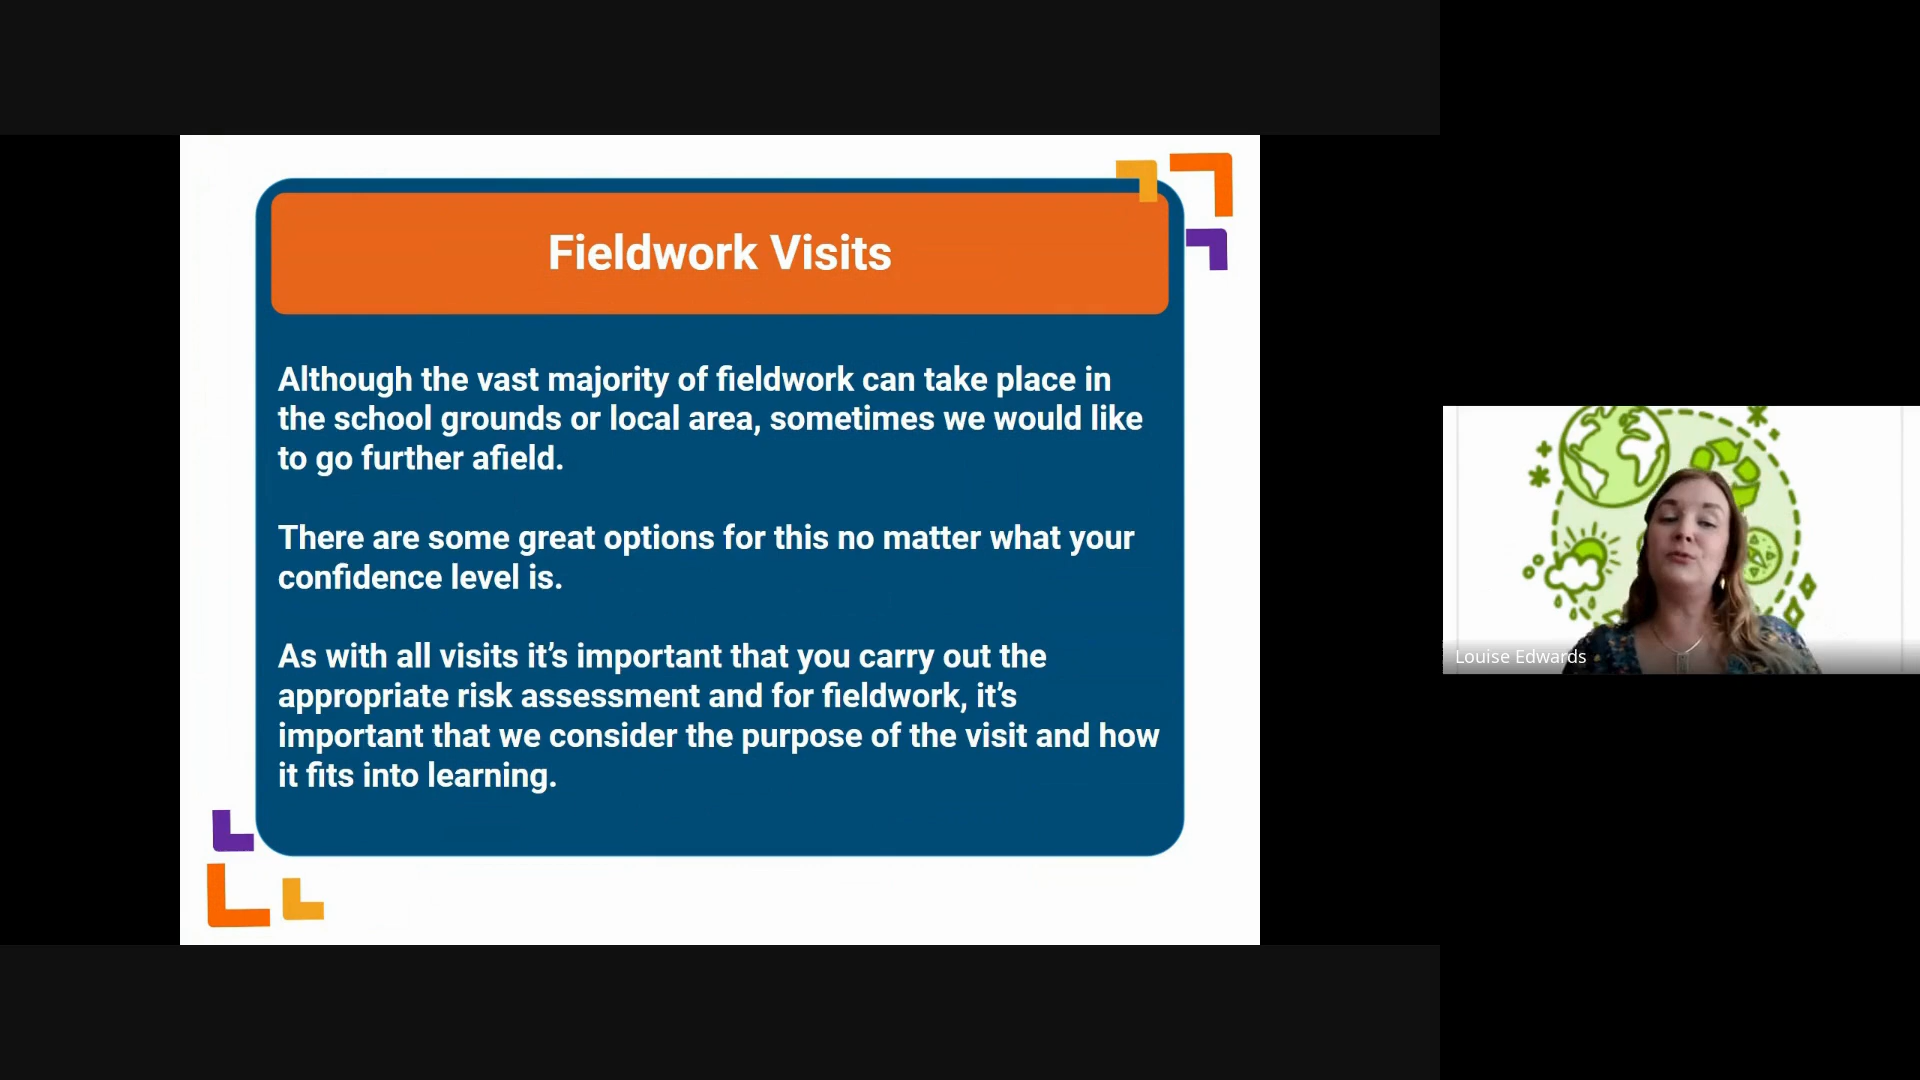 Fieldwork Visits
Although the vast majority of fieldwork can take place in
the school grounds or local area, sometimes we would like
to go further afield.
There are some great options for this no matter what your
confidence level is.
As with all visits it’s important that you carry out the
appropriate risk assessment and for fieldwork, it’s
important that we consider the purpose of the visit and how
it fits into learning.
Louise Edwards